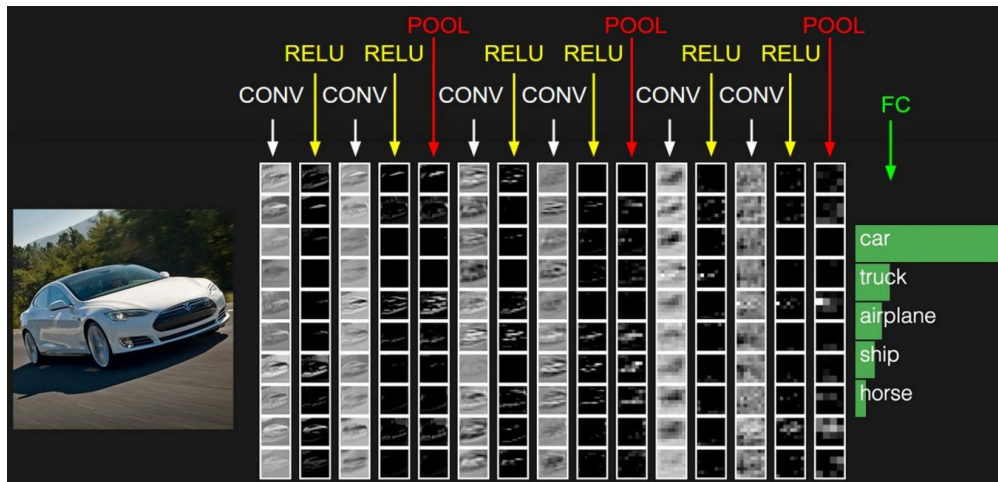 POOL POOL POOL
RELU RELU RELU RELU RELU RELU
CONV CONV CONV CONV CONV CONV
FC
car
truck
airplane
ship
horse